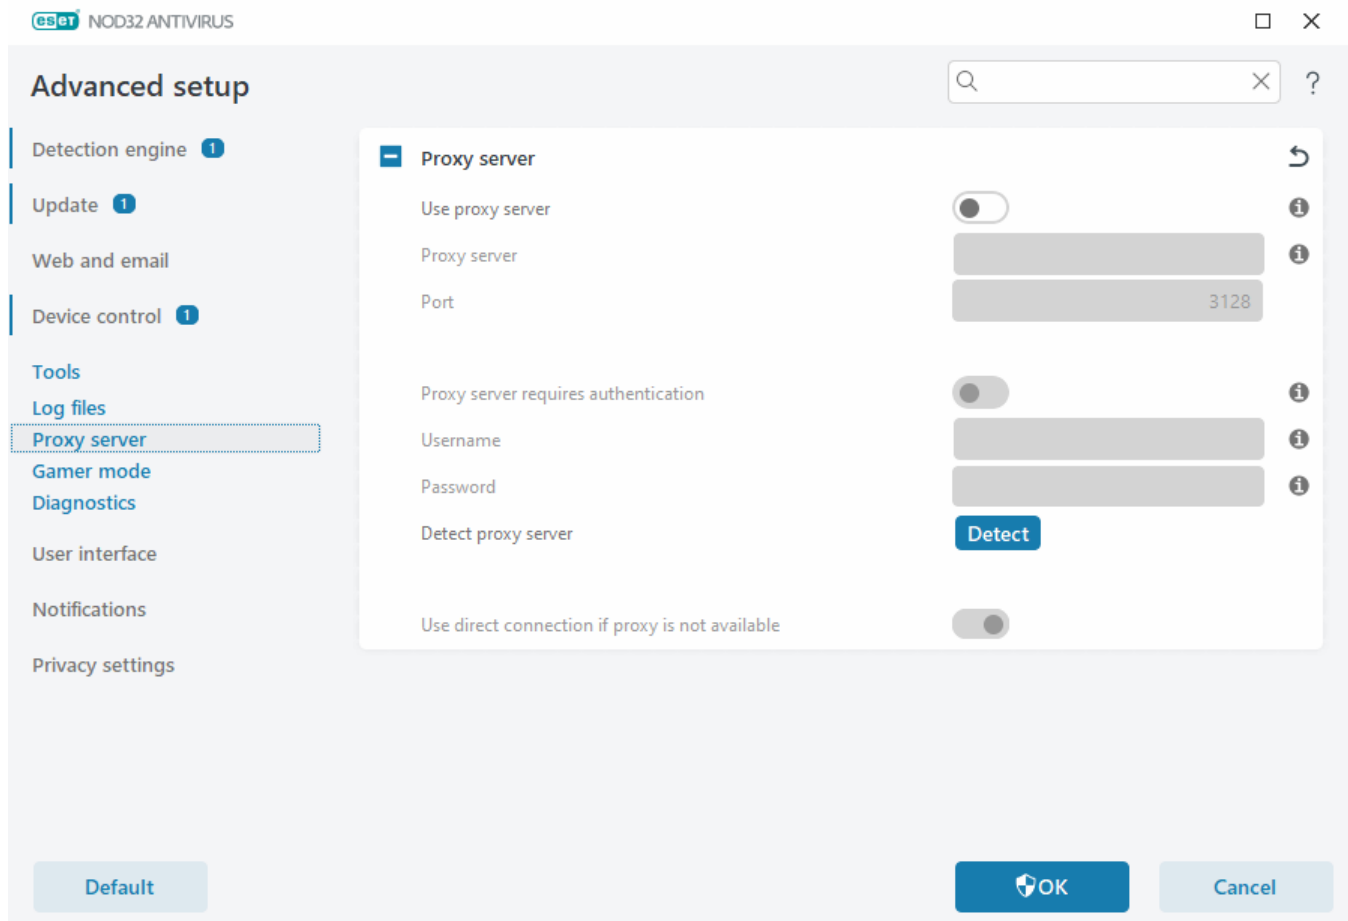 eset NOD32 ANTIVIRUS
Advanced setup
?
Detection engine 1
Update 1
Web and email
Device control 1
Tools
Log files
Proxy server
Gamer mode
Diagnostics
User interface
Notifications
Privacy settings
Proxy server
Use proxy server
Proxy server
Port 3128
Proxy server requires authentication
Username
Password
Detect proxy server Detect
Use direct connection if proxy is not available
Default
OK
Cancel